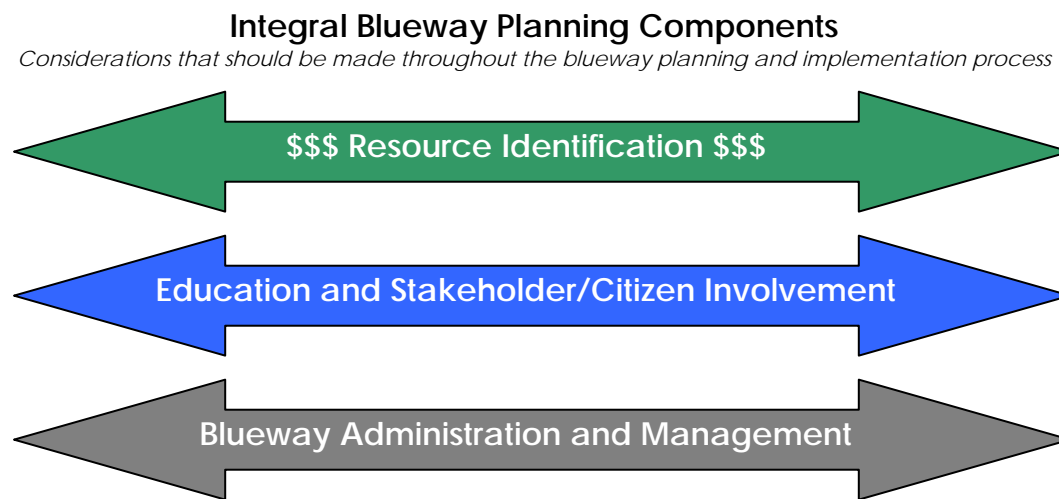 Integral Blueway Planning Components
Considerations that should be made throughout the blueway planning and implementation process
$$$ Resource Identification $$$
Education and Stakeholder/Citizen Involvement
Blueway Administration and Management